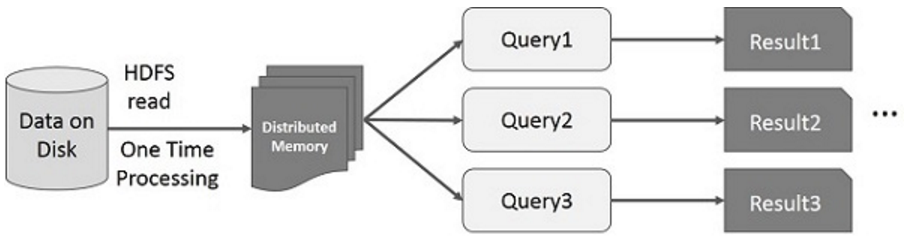 Data on
Disk
HDFS
read
One Time
Processing
Distributed
Memory
Query1
Result1
Query2
Result2
...
Query3
Result3